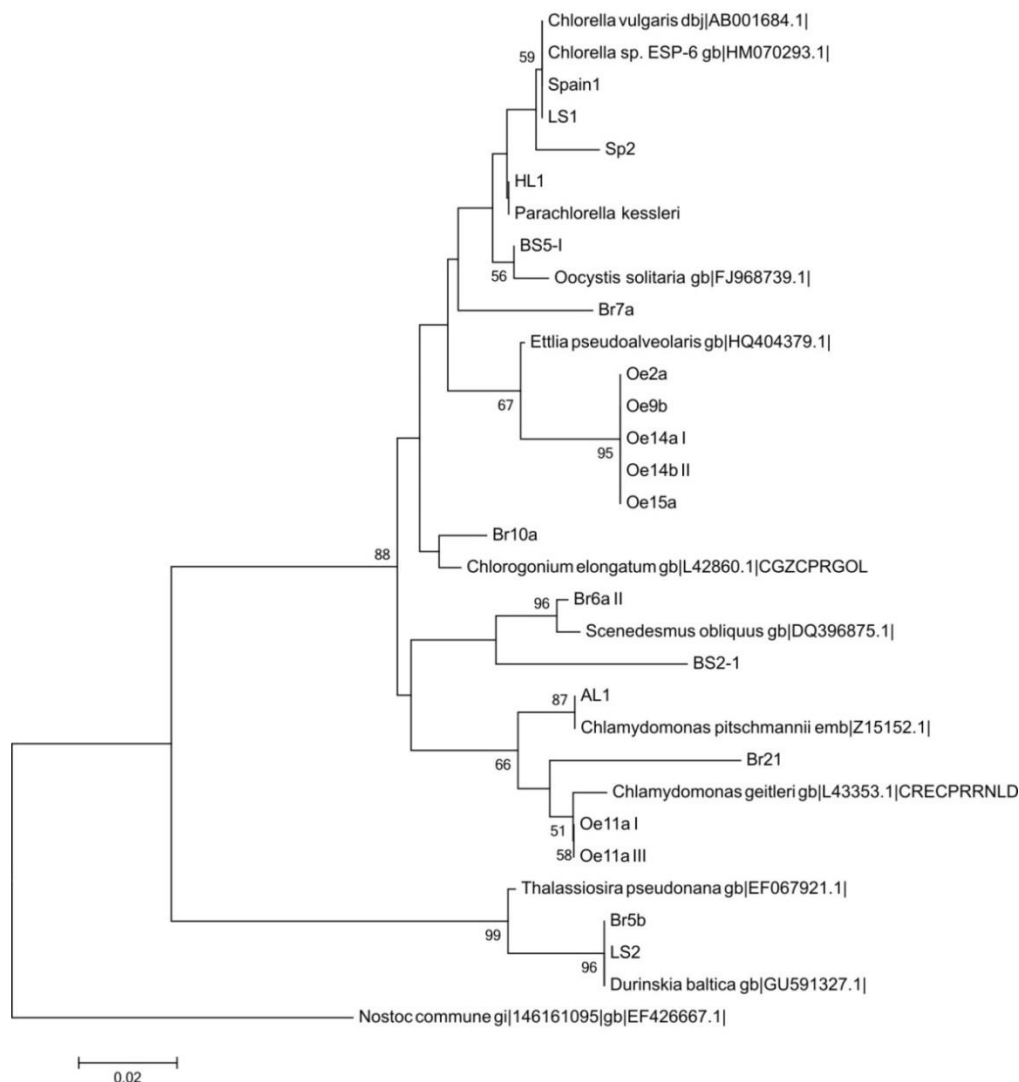 Chlorella vulgaris dbj|AB001684.1|
Chlorella sp. ESP-6 gb|HM070293.1|
59
Spain1
LS1
Sp2
HL1
Parachlorella kessleri
BS5-I
56
Oocystis solitaria gb|FJ968739.1|
Br7a
Ettlia pseudoalveolaris gb|HQ404379.1|
Oe2a
67
Oe9b
Oe14a I
95
Oe14b II
Oe15a
Br10a
88
Chlorogonium elongatum gb|L42860.1|CGZCPRGOL
96
Br6a II
Scenedesmus obliquus gb|DQ396875.1|
BS2-1
87
AL1
Chlamydomonas pitschmannii emb|Z15152.1|
66
Br21
Chlamydomonas geitleri gb|L43353.1|CRECPRRNLD
51
Oe11a I
58
Oe11a III
Thalassiosira pseudonana gb|EF067921.1|
Br5b
99
LS2
96
Durinskia baltica gb|GU591327.1|
Nostoc commune gi|146161095|gb|EF426667.1|
0.02